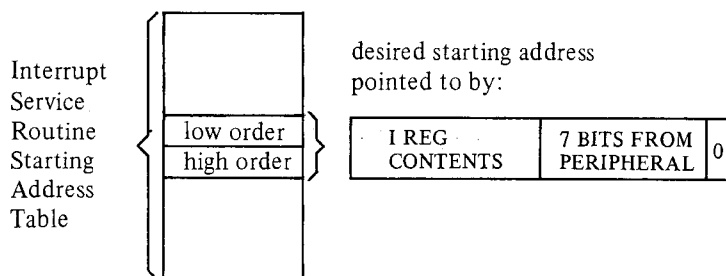 Interrupt
Service
Routine
Starting
Address
Table
low order
high order
desired starting address
pointed to by:
I REG
CONTENTS
7 BITS FROM
PERIPHERAL
0